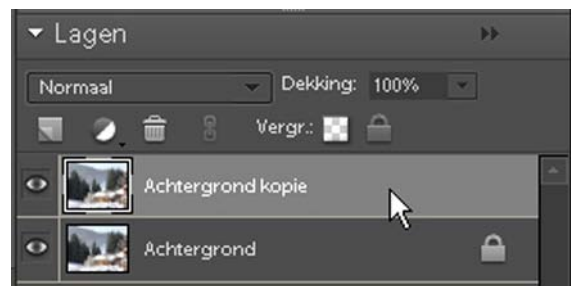 Lagen
Normaal Dekking: 100%
Vergr.:
Achtergrond kopie
Achtergrond